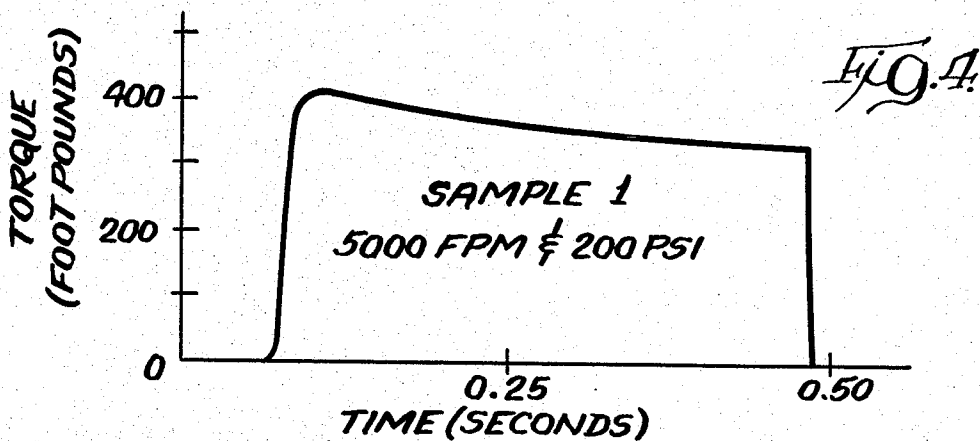 Fig. 4.
TORQUE
(FOOT POUNDS)
400
200
0
SAMPLE 1
5000 FPM & 200 PSI
0.25
0.50
TIME (SECONDS)